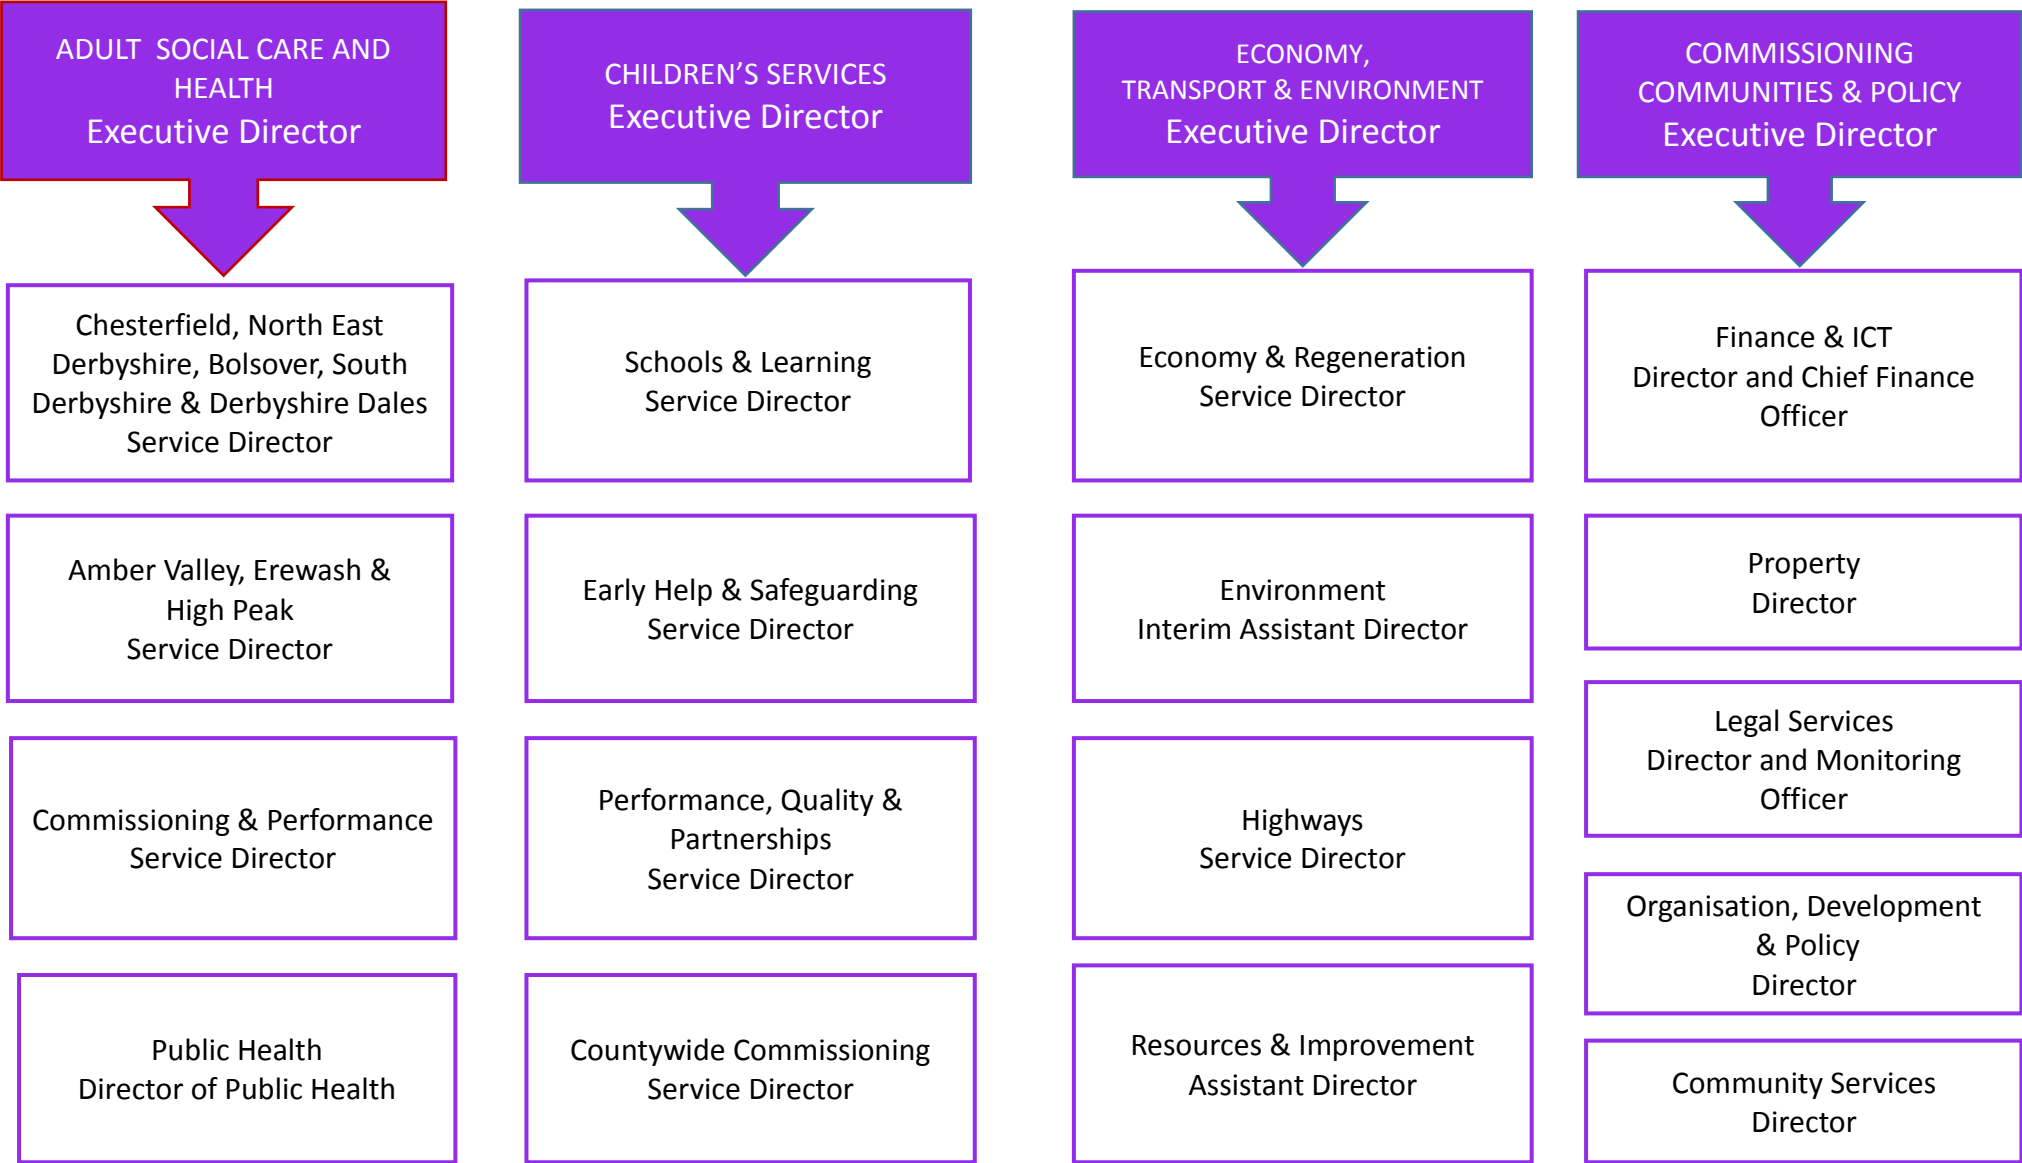 ADULT  SOCIAL CARE AND
HEALTH
Executive Director
Chesterfield, North East
Derbyshire, Bolsover, South
Derbyshire & Derbyshire Dales
Service Director
Amber Valley, Erewash &
High Peak
Service Director
Commissioning & Performance
Service Director
Public Health
Director of Public Health
CHILDREN’S SERVICES
Executive Director
Schools & Learning
Service Director
Early Help & Safeguarding
Service Director
Performance, Quality &
Partnerships
Service Director
Countywide Commissioning
Service Director
ECONOMY,
TRANSPORT & ENVIRONMENT
Executive Director
Economy & Regeneration
Service Director
Environment
Interim Assistant Director
Highways
Service Director
Resources & Improvement
Assistant Director
COMMISSIONING
COMMUNITIES & POLICY
Executive Director
Finance & ICT
Director and Chief Finance
Officer
Property
Director
Legal Services
Director and Monitoring
Officer
Organisation, Development
& Policy
Director
Community Services
Director